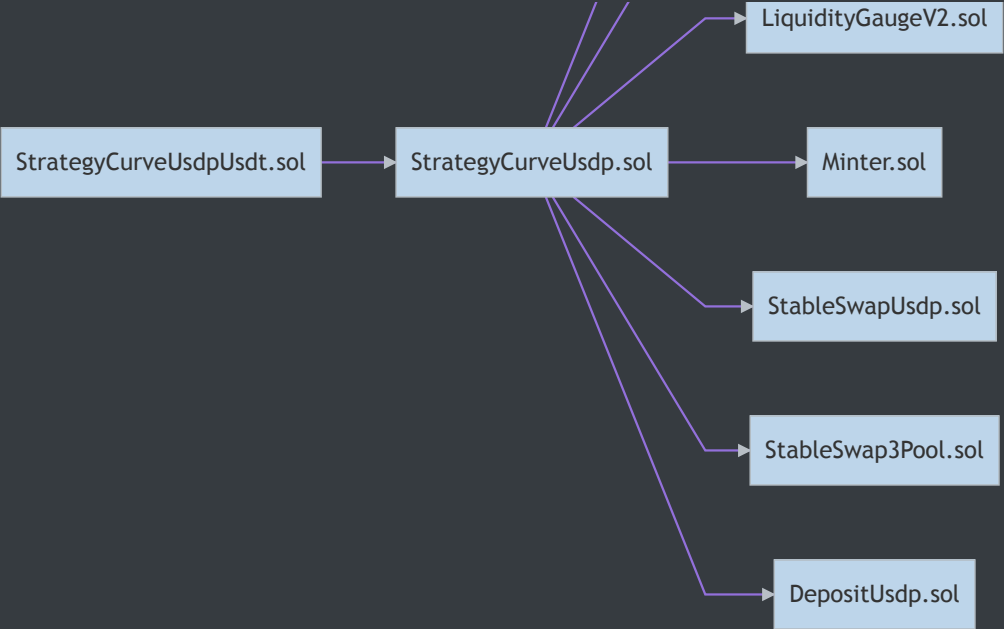 LiquidityGaugeV2.sol
StrategyCurveUsdpUsdt.sol
StrategyCurveUsdp.sol
Minter.sol
StableSwapUsdp.sol
StableSwap3Pool.sol
DepositUsdp.sol